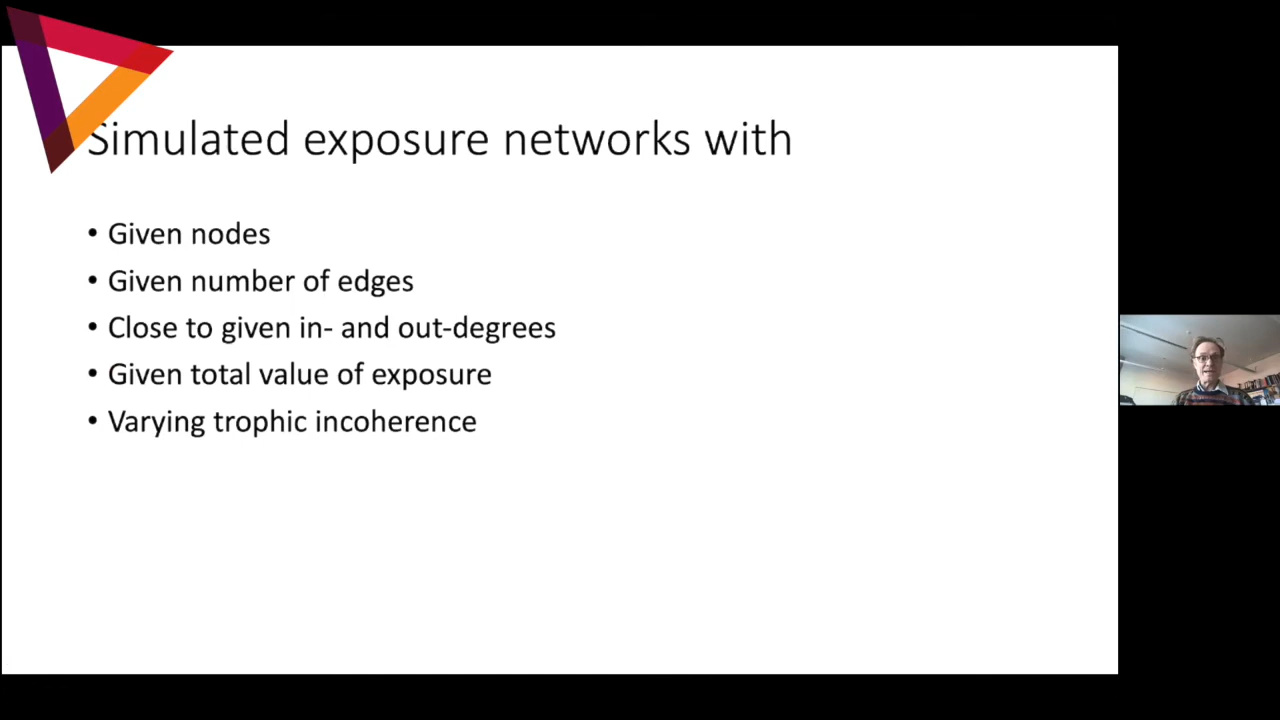 Simulated exposure networks with
• Given nodes
• Given number of edges
• Close to given in- and out-degrees
• Given total value of exposure
• Varying trophic incoherence